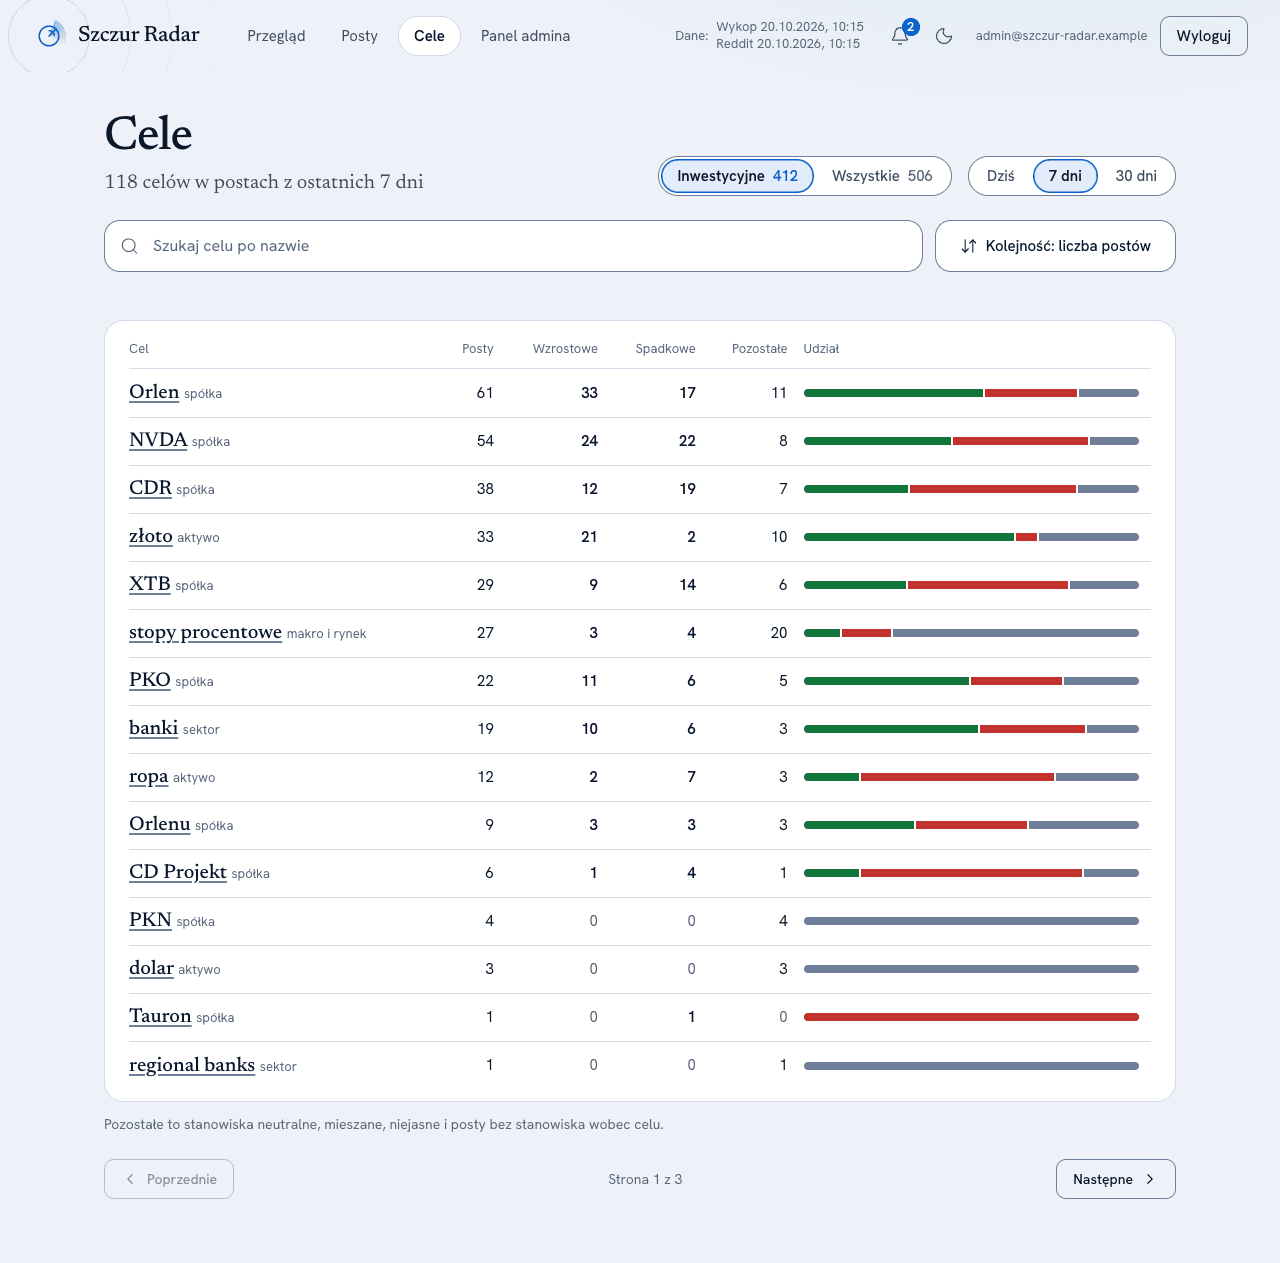 Szczur Radar Przegląd Posty Cele Panel admina Dane: Wykop 20.10.2026, 10:15 2 admin@szczur-radar.example Wyloguj
Reddit 20.10.2026, 10:15
Cele
118 celów w postach z ostatnich 7 dni
Inwestycyjne 412 Wszystkie 506 Dziś 7 dni 30 dni
Szukaj celu po nazwie Kolejność: liczba postów
Cel Posty Wzrostowe Spadkowe Pozostałe Udział
Orlen spółka 61 33 17 11
NVDA spółka 54 24 22 8
CDR spółka 38 12 19 7
złoto aktywo 33 21 2 10
XTB spółka 29 9 14 6
stopy procentowe makro i rynek 27 3 4 20
PKO spółka 22 11 6 5
banki sektor 19 10 6 3
ropa aktywo 12 2 7 3
Orlenu spółka 9 3 3 3
CD Projekt spółka 6 1 4 1
PKN spółka 4 0 0 4
dolar aktywo 3 0 0 3
Tauron spółka 1 0 1 0
regional banks sektor 1 0 0 1
Pozostałe to stanowiska neutralne, mieszane, niejasne i posty bez stanowiska wobec celu.
Poprzednie Strona 1 z 3 Następne